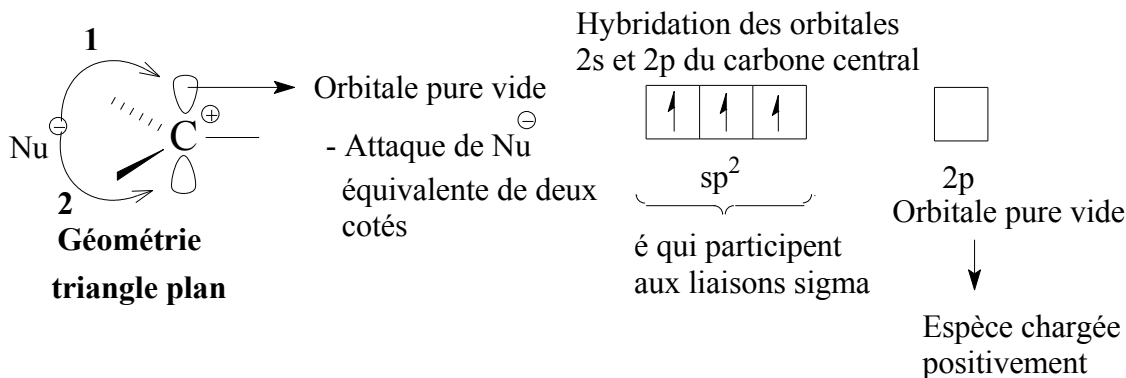 1
Nu⊖
C⊕
2
Géométrie
triangle plan
Orbitale pure vide
- Attaque de Nu⊖
équivalente de deux
cotés
Hybridation des orbitales
2s et 2p du carbone central
sp²
é qui participent
aux liaisons sigma
2p
Orbitale pure vide
Espèce chargée
positivement